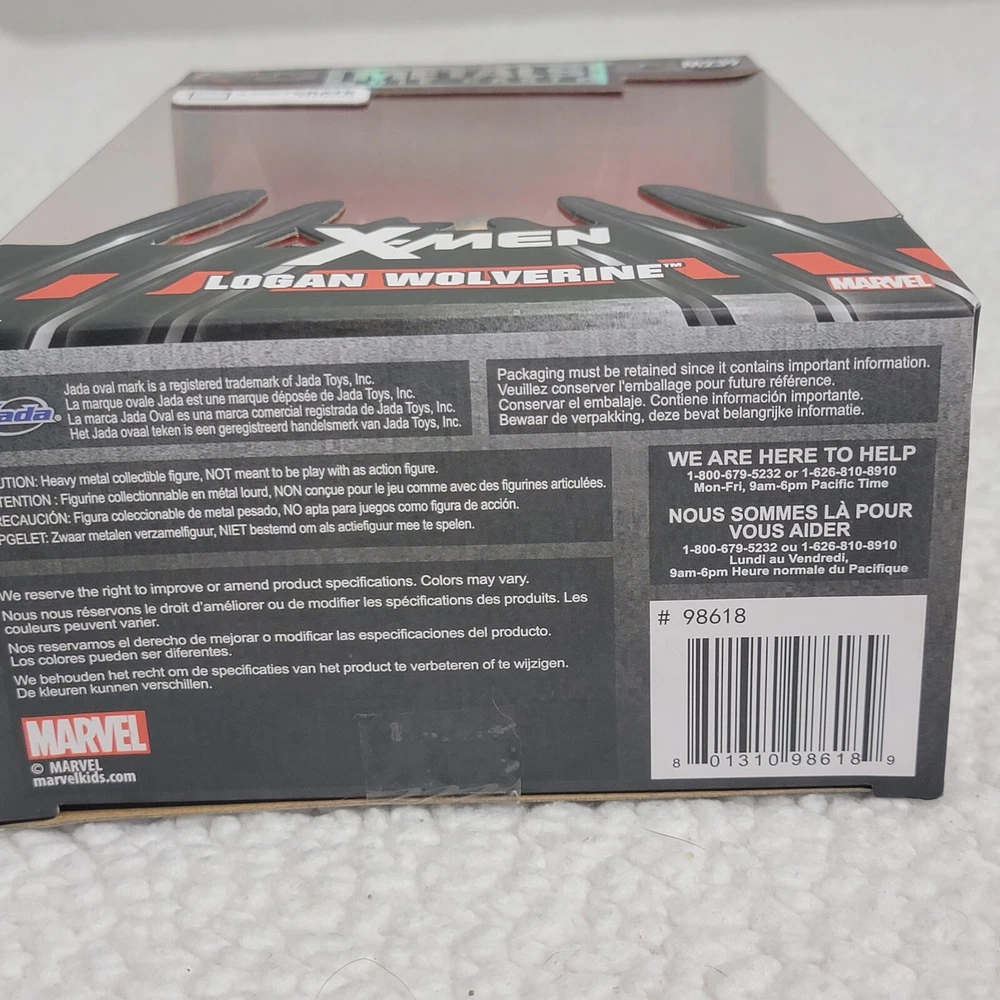 X-MEN
LOGAN WOLVERINE™
MARVEL
Jada oval mark is a registered trademark of Jada Toys, Inc.
La marque ovale Jada est une marque déposée de Jada Toys, Inc.
La marca Jada Oval es una marca comercial registrada de Jada Toys, Inc.
Het Jada ovaal teken is een geregistreerd handelsmerk van Jada Toys, Inc.
Packaging must be retained since it contains important information.
Veuillez conserver l'emballage pour future référence.
Conservar el embalaje. Contiene información importante.
Bewaar de verpakking, deze bevat belangrijke informatie.
UTION: Heavy metal collectible figure, NOT meant to be play with as action figure.
TENTION : Figurine collectionnable en métal lourd, NON conçue pour le jeu comme avec des figurines articulées.
RECAUCIÓN: Figura coleccionable de metal pesado, NO apta para juegos como figura de acción.
PGELET: Zwaar metalen verzamelfiguur, NIET bestemd om als actiefiguur mee te spelen.
WE ARE HERE TO HELP
1-800-679-5232 or 1-626-810-8910
Mon-Fri, 9am-6pm Pacific Time
NOUS SOMMES LÀ POUR
VOUS AIDER
1-800-679-5232 ou 1-626-810-8910
Lundi au Vendredi,
9am-6pm Heure normale du Pacifique
We reserve the right to improve or amend product specifications. Colors may vary.
Nous nous réservons le droit d'améliorer ou de modifier les spécifications des produits. Les
couleurs peuvent varier.
Nos reservamos el derecho de mejorar o modificar las especificaciones del producto.
Los colores pueden ser diferentes.
We behouden het recht om de specificaties van het product te verbeteren of te wijzigen.
De kleuren kunnen verschillen.
# 98618
8 01310 98618 9
MARVEL
© MARVEL
marvelkids.com